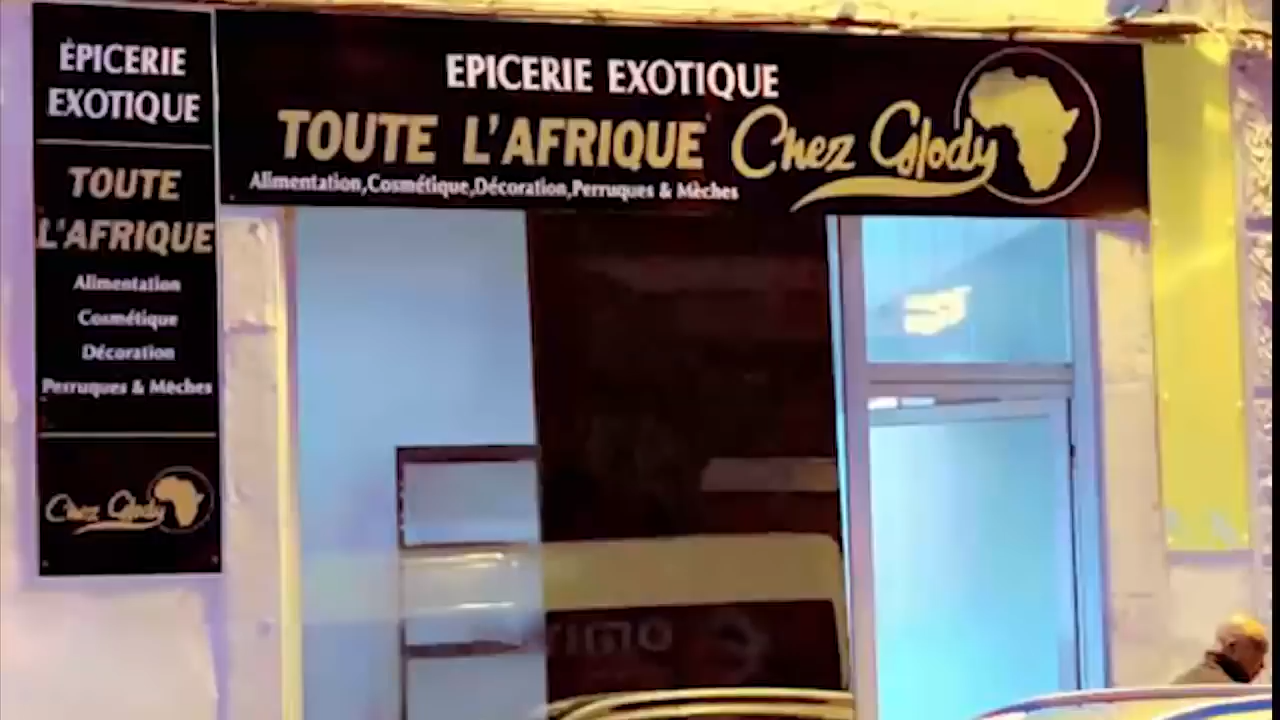 ÉPICERIE
EXOTIQUE
TOUTE
L'AFRIQUE
Alimentation
Cosmétique
Décoration
Perruques & Mèches
Chez Glody
EPICERIE EXOTIQUE
TOUTE L'AFRIQUE Chez Glody
Alimentation,Cosmétique,Décoration,Perruques & Mèches